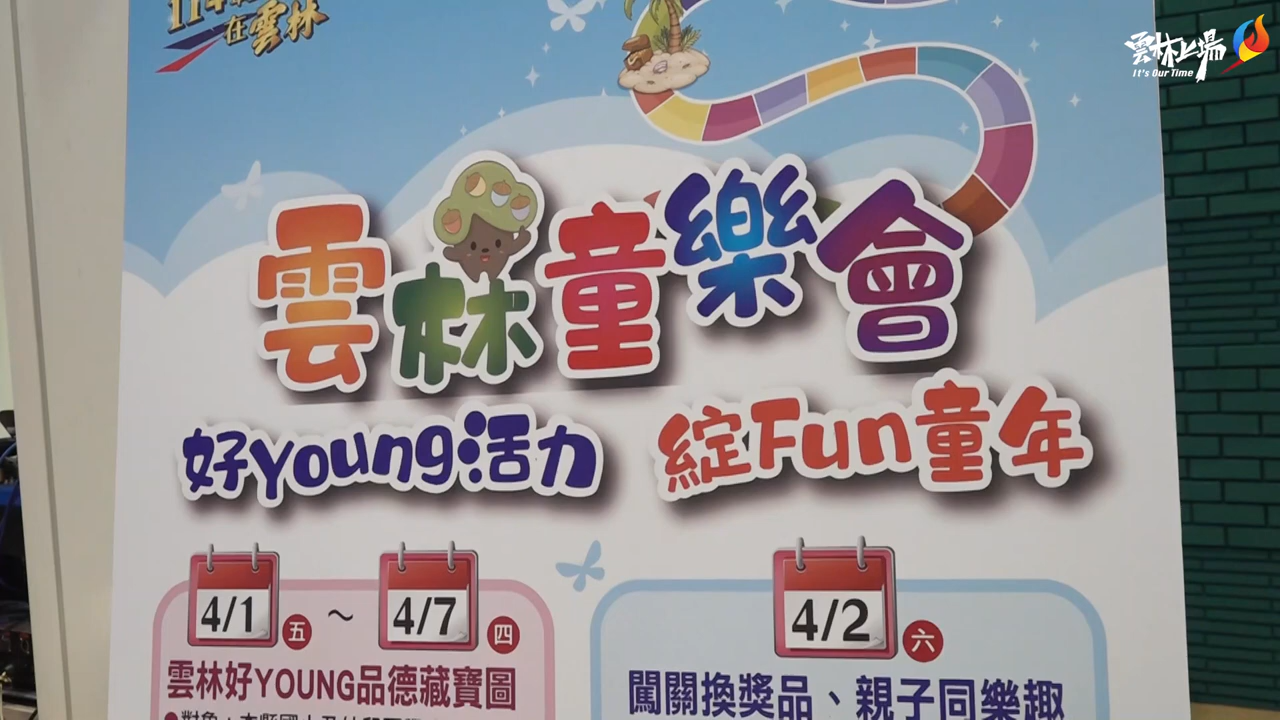 在雲林
雲林上場
It's Our Time
雲林童樂會
好Young活力 綻Fun童年
4/1 五 ~ 4/7 四
4/2 六
雲林好YOUNG品德藏寶圖
闖關換獎品、親子同樂趣